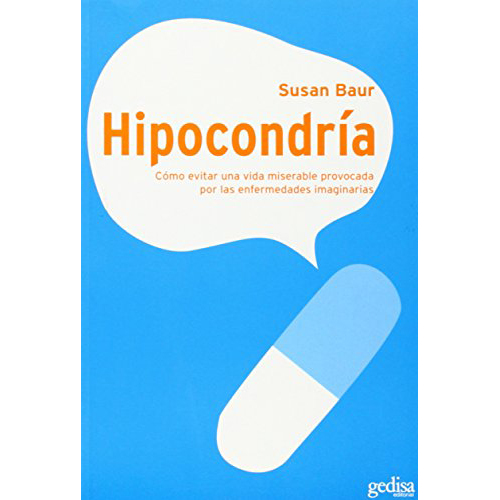 Susan Baur
Hipocondría
Cómo evitar una vida miserable provocada
por las enfermedades imaginarias
gedisa
editorial